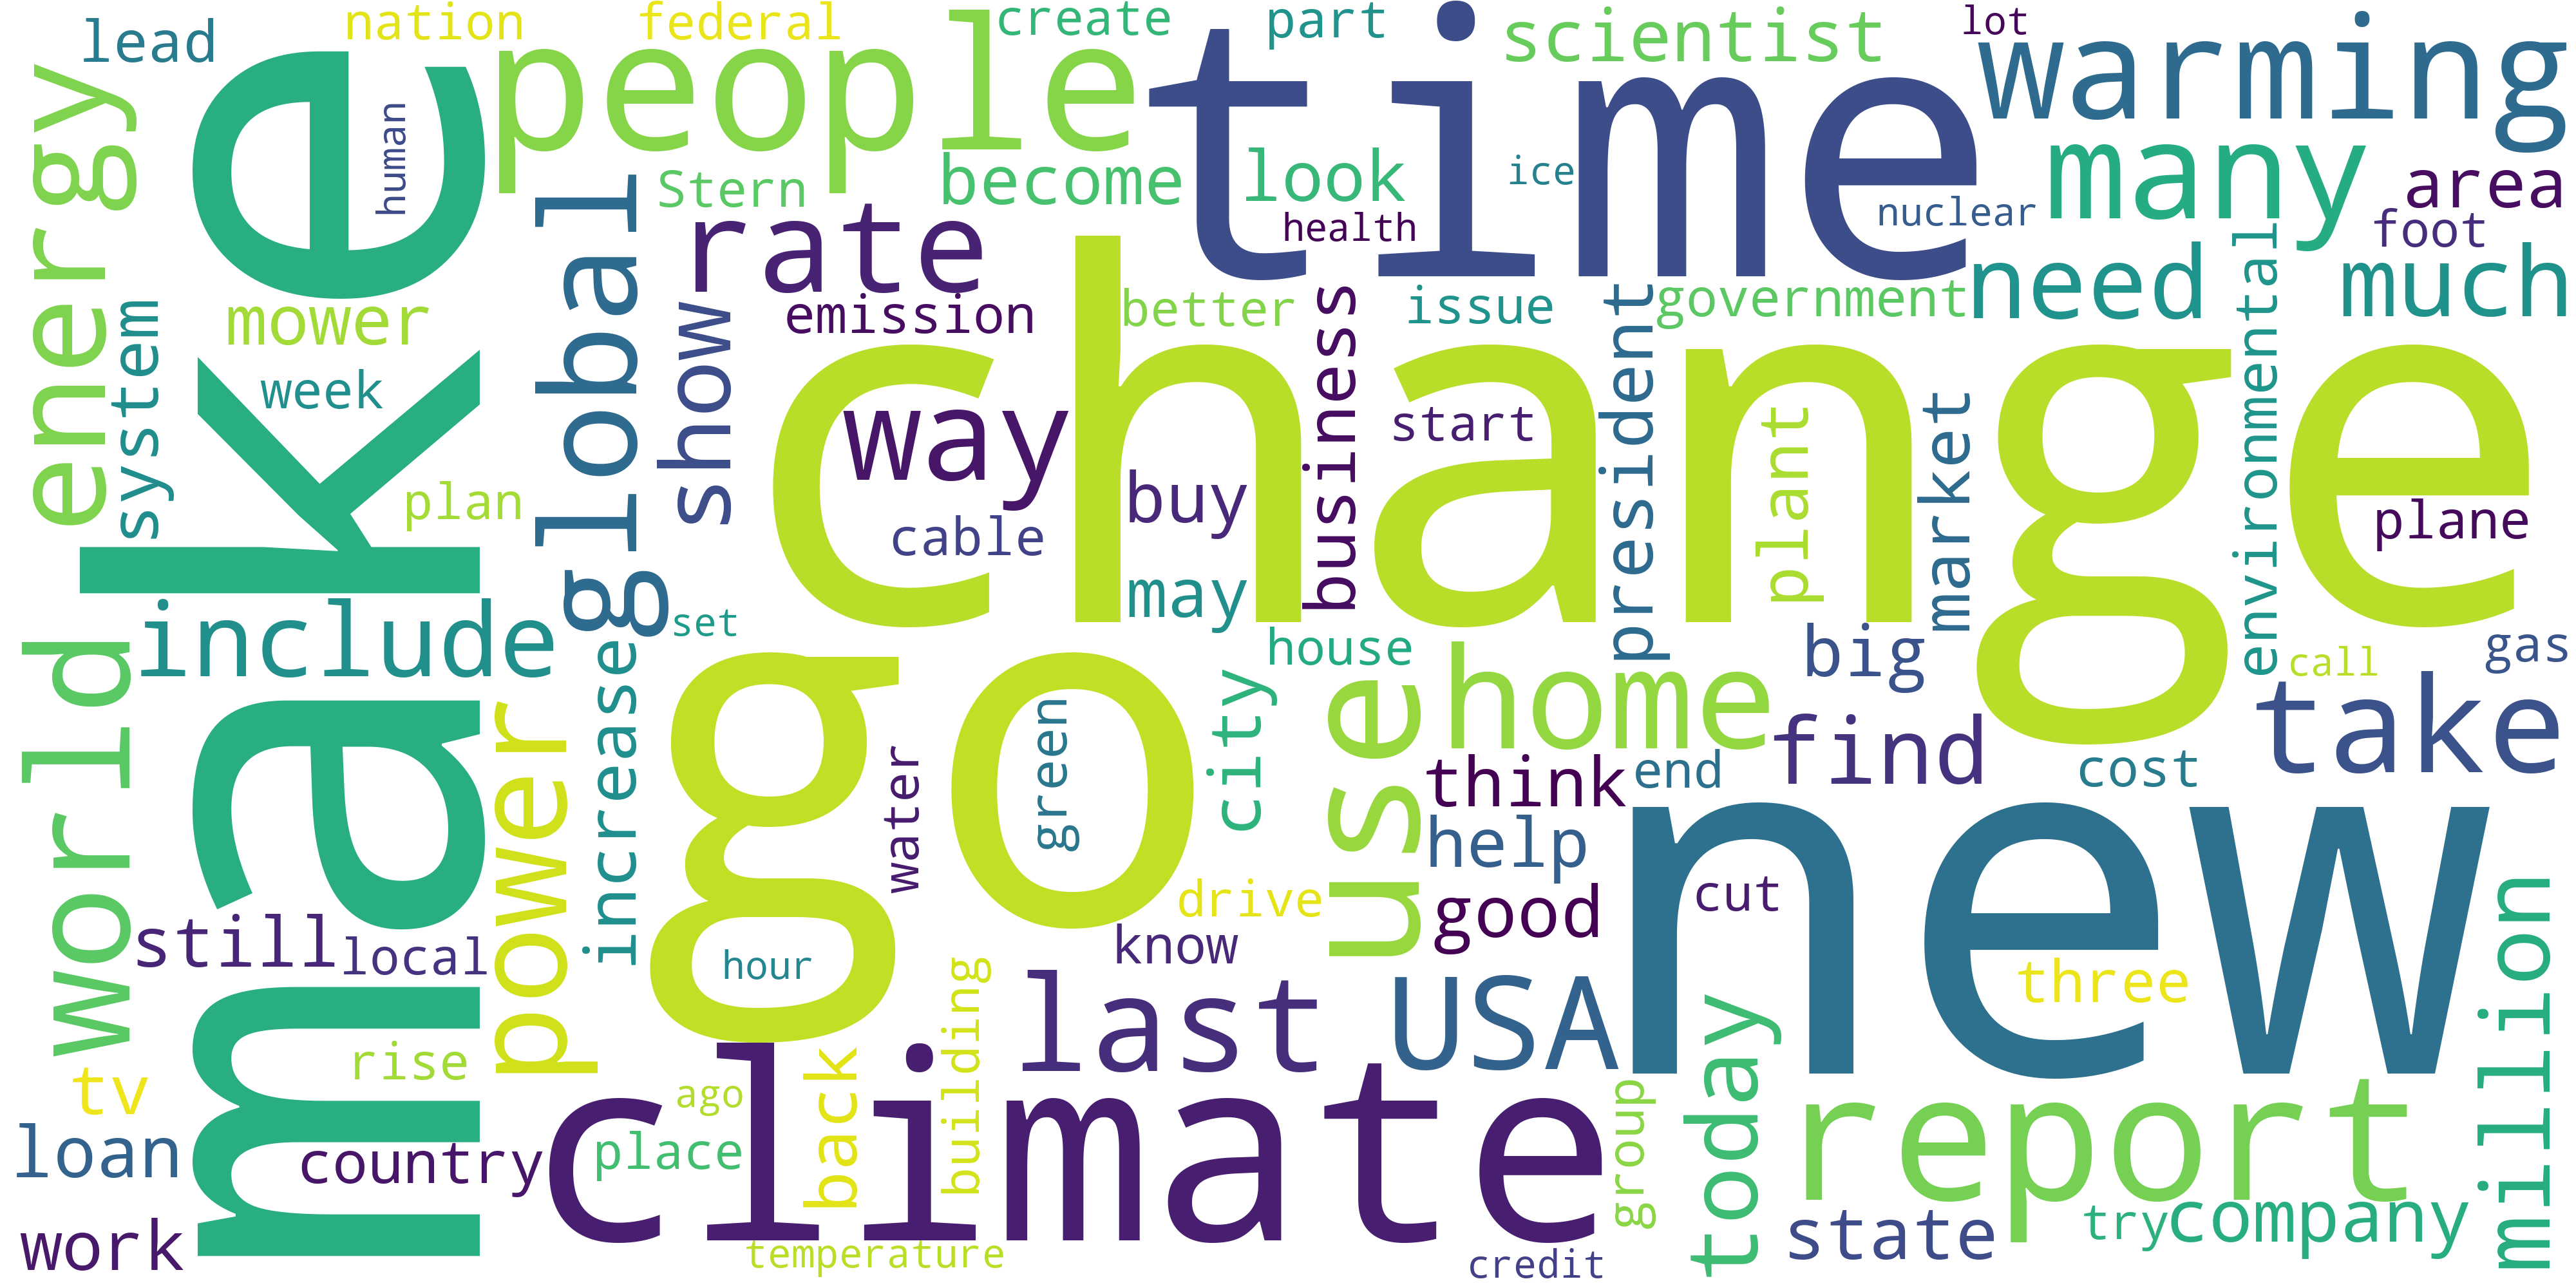 lead
nation
federal
create
part
scientist
lot
warming
people
time
energy
make
human
global
Stern
become
look
ice
many
area
rate
health
nuclear
foot
need
much
system
mower
show
emission
better
issue
government
environmental
week
change
way
business
start
president
plant
market
plan
cable
buy
plane
may
world
include
set
increase
house
big
gas
call
power
go
green
city
use
home
find
take
water
think
end
cost
help
new
drive
good
cut
still
local
know
million
hour
building
last
USA
three
today
tv
rise
climate
ago
back
group
report
loan
country
place
work
state
try
company
temperature
credit